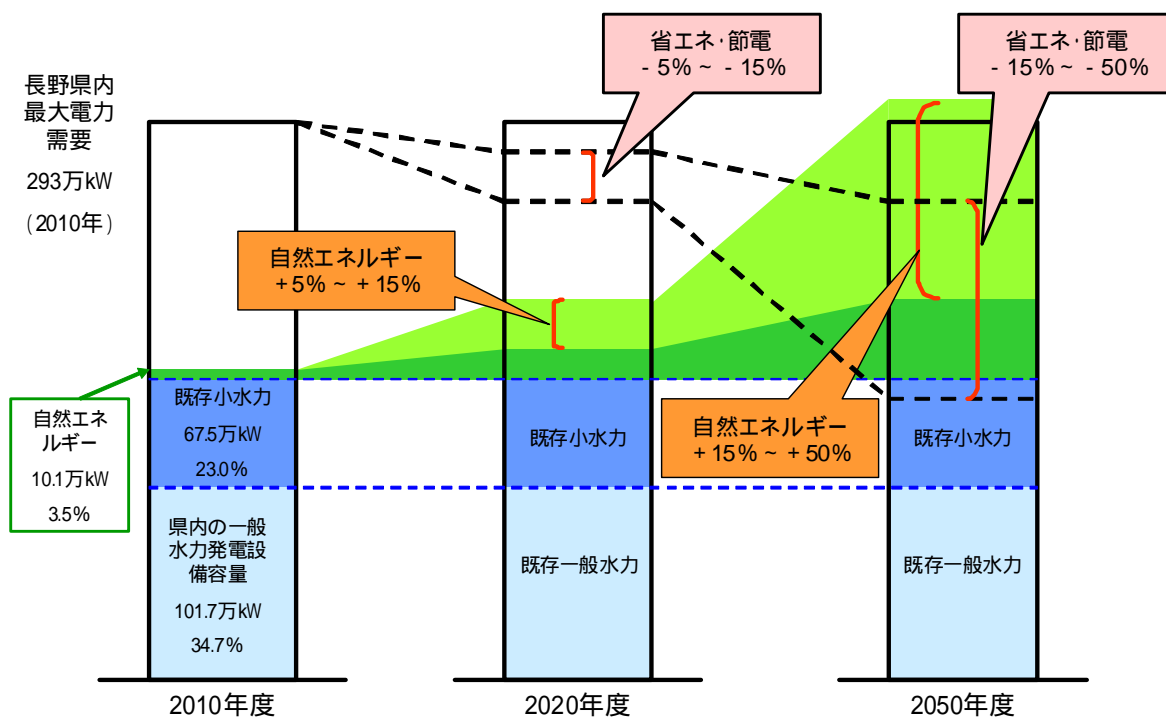 長野県内
最大電力
需要
293万kW
(2010年)
省エネ・節電
- 5% ~ - 15%
省エネ・節電
- 15% ~ - 50%
自然エネルギー
+5% ~ + 15%
自然エネルギー
+ 15% ~ + 50%
自然エネ
ルギー
10.1万kW
3.5%
既存小水力
67.5万kW
23.0%
県内の一般
水力発電設
備容量
101.7万kW
34.7%
既存小水力
既存一般水力
既存小水力
既存一般水力
2010年度
2020年度
2050年度